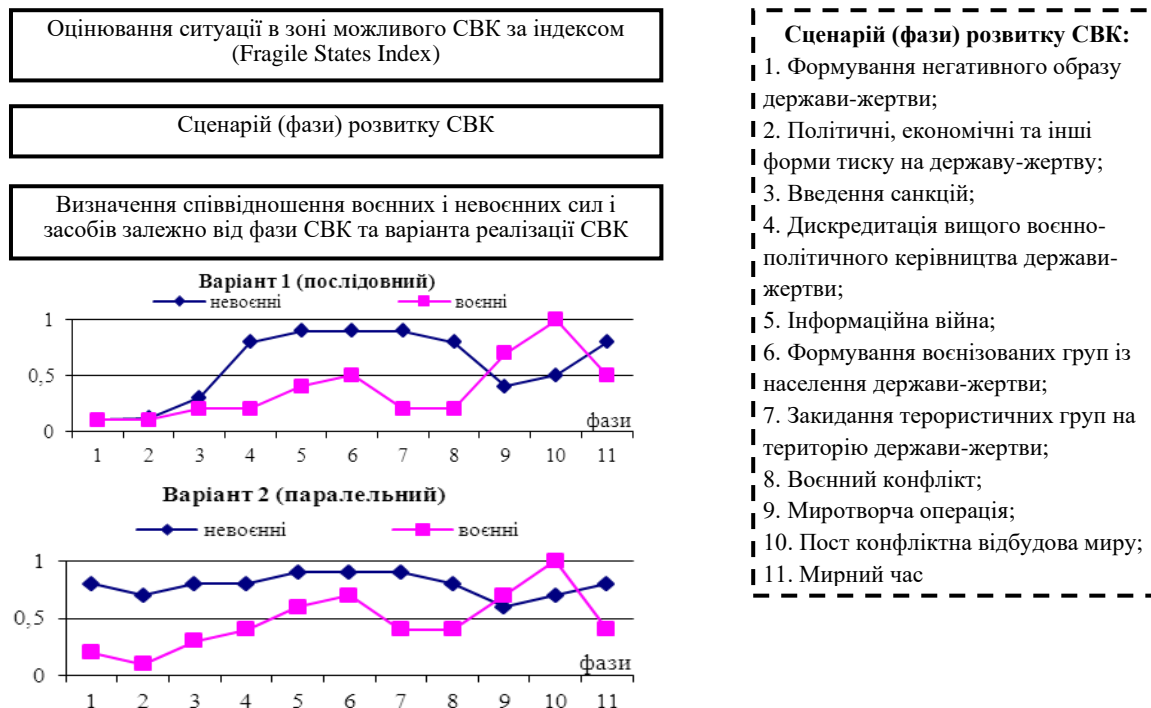 Оцінювання ситуації в зоні можливого СВК за індексом
(Fragile States Index)
Сценарій (фази) розвитку СВК
Визначення співвідношення воєнних і невоєнних сил і
засобів залежно від фази СВК та варіанта реалізації СВК
Варіант 1 (послідовний)
невоєнні
воєнні
1
0,5
0
фази
1 2 3 4 5 6 7 8 9 10 11
Варіант 2 (паралельний)
невоєнні
воєнні
1
0,5
0
фази
1 2 3 4 5 6 7 8 9 10 11
Сценарій (фази) розвитку СВК:
1. Формування негативного образу
держави-жертви;
2. Політичні, економічні та інші
форми тиску на державу-жертву;
3. Введення санкцій;
4. Дискредитація вищого воєнно-
політичного керівництва держави-
жертви;
5. Інформаційна війна;
6. Формування воєнізованих груп із
населення держави-жертви;
7. Закидання терористичних груп на
територію держави-жертви;
8. Воєнний конфлікт;
9. Миротворча операція;
10. Пост конфліктна відбудова миру;
11. Мирний час